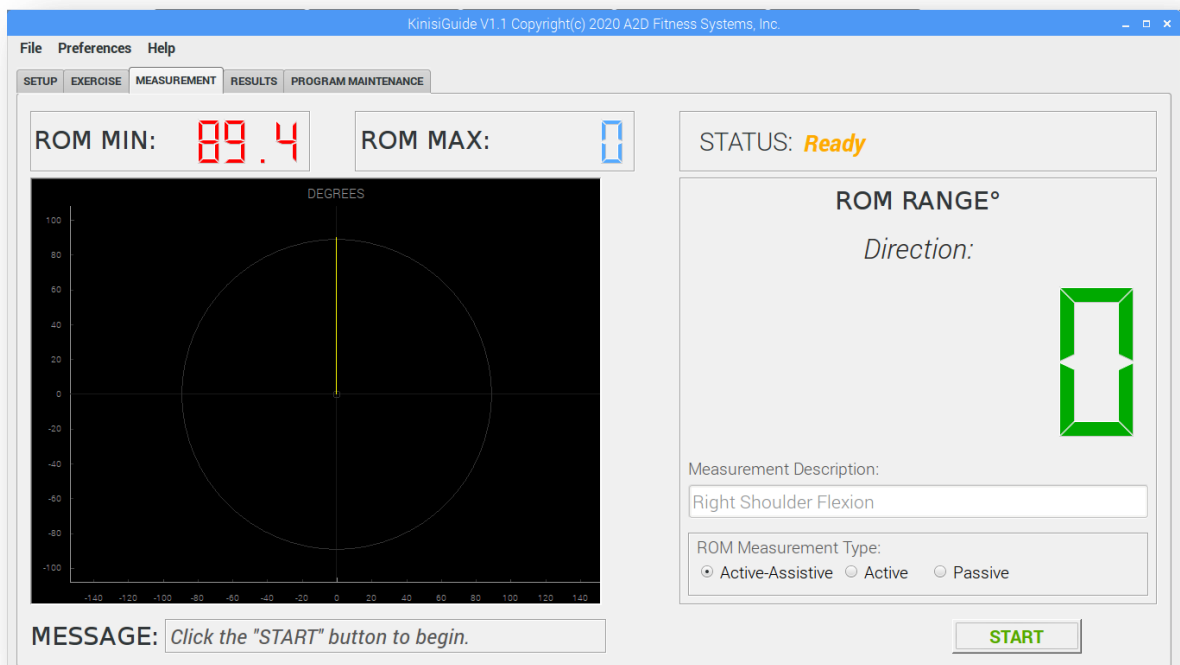 KinisiGuide V1.1 Copyright(c) 2020 A2D Fitness Systems, Inc.
File Preferences Help
SETUP EXERCISE MEASUREMENT RESULTS PROGRAM MAINTENANCE
ROM MIN: 89.4 ROM MAX: 0 STATUS: Ready
DEGREES
100
80
60
40
20
0
-20
-40
-60
-80
-100
-140 -120 -100 -80 -60 -40 -20 0 20 40 60 80 100 120 140
ROM RANGE°
Direction:
0
Measurement Description:
Right Shoulder Flexion
ROM Measurement Type:
Active-Assistive Active Passive
MESSAGE: Click the "START" button to begin.
START